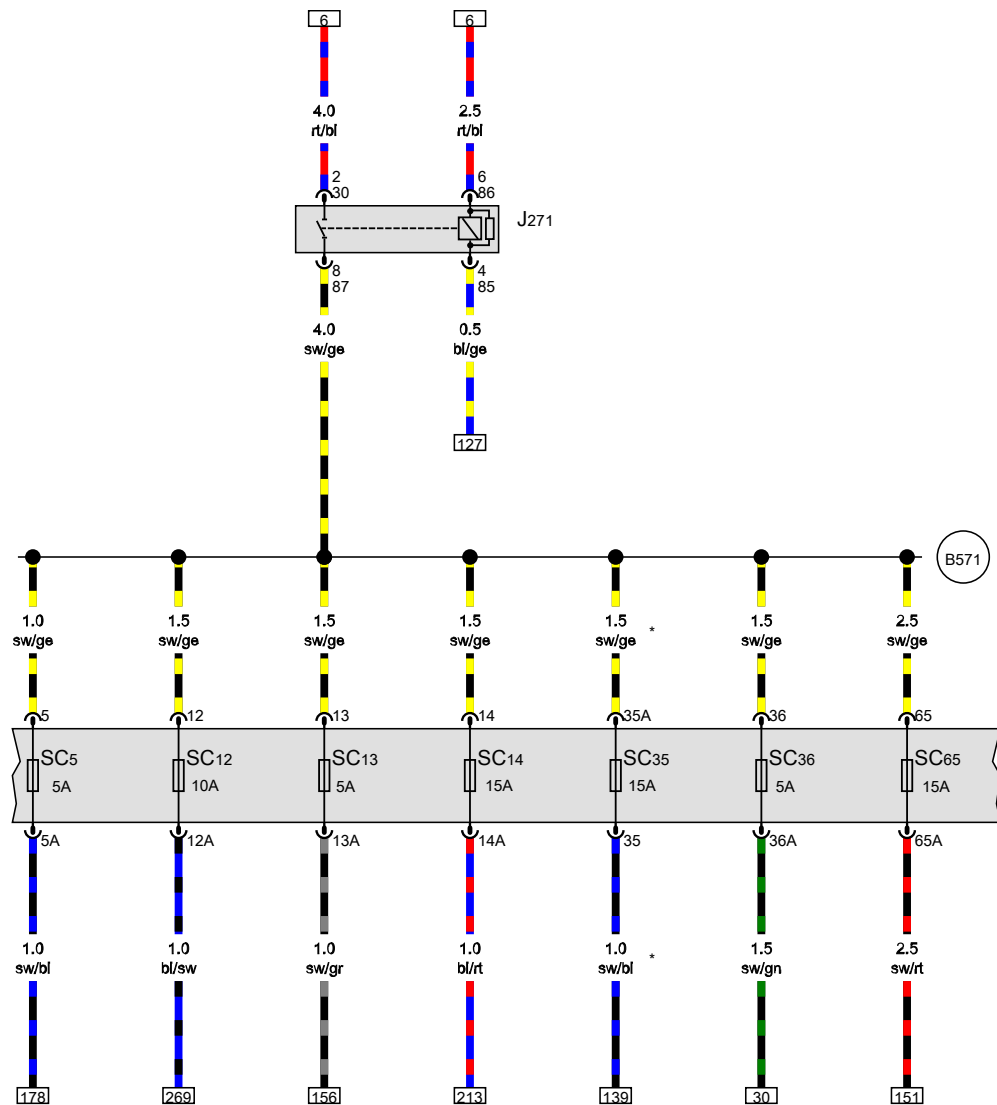 6 6
4.0 2.5
rt/bl rt/bl
2 6
30 86
J271
8 4
87 85
4.0 0.5
sw/ge bl/ge
127
B571
1.0 1.5 1.5 1.5 1.5 1.5 2.5
sw/ge sw/ge sw/ge sw/ge sw/ge * sw/ge sw/ge
5 12 13 14 35A 36 65
SC5 SC12 SC13 SC14 SC35 SC36 SC65
5A 10A 5A 15A 15A 5A 15A
5A 12A 13A 14A 35 36A 65A
1.0 1.0 1.0 1.0 1.0 1.5 2.5
sw/bl bl/sw sw/gr bl/rt sw/bl * sw/gn sw/rt
178 269 156 213 139 30 151